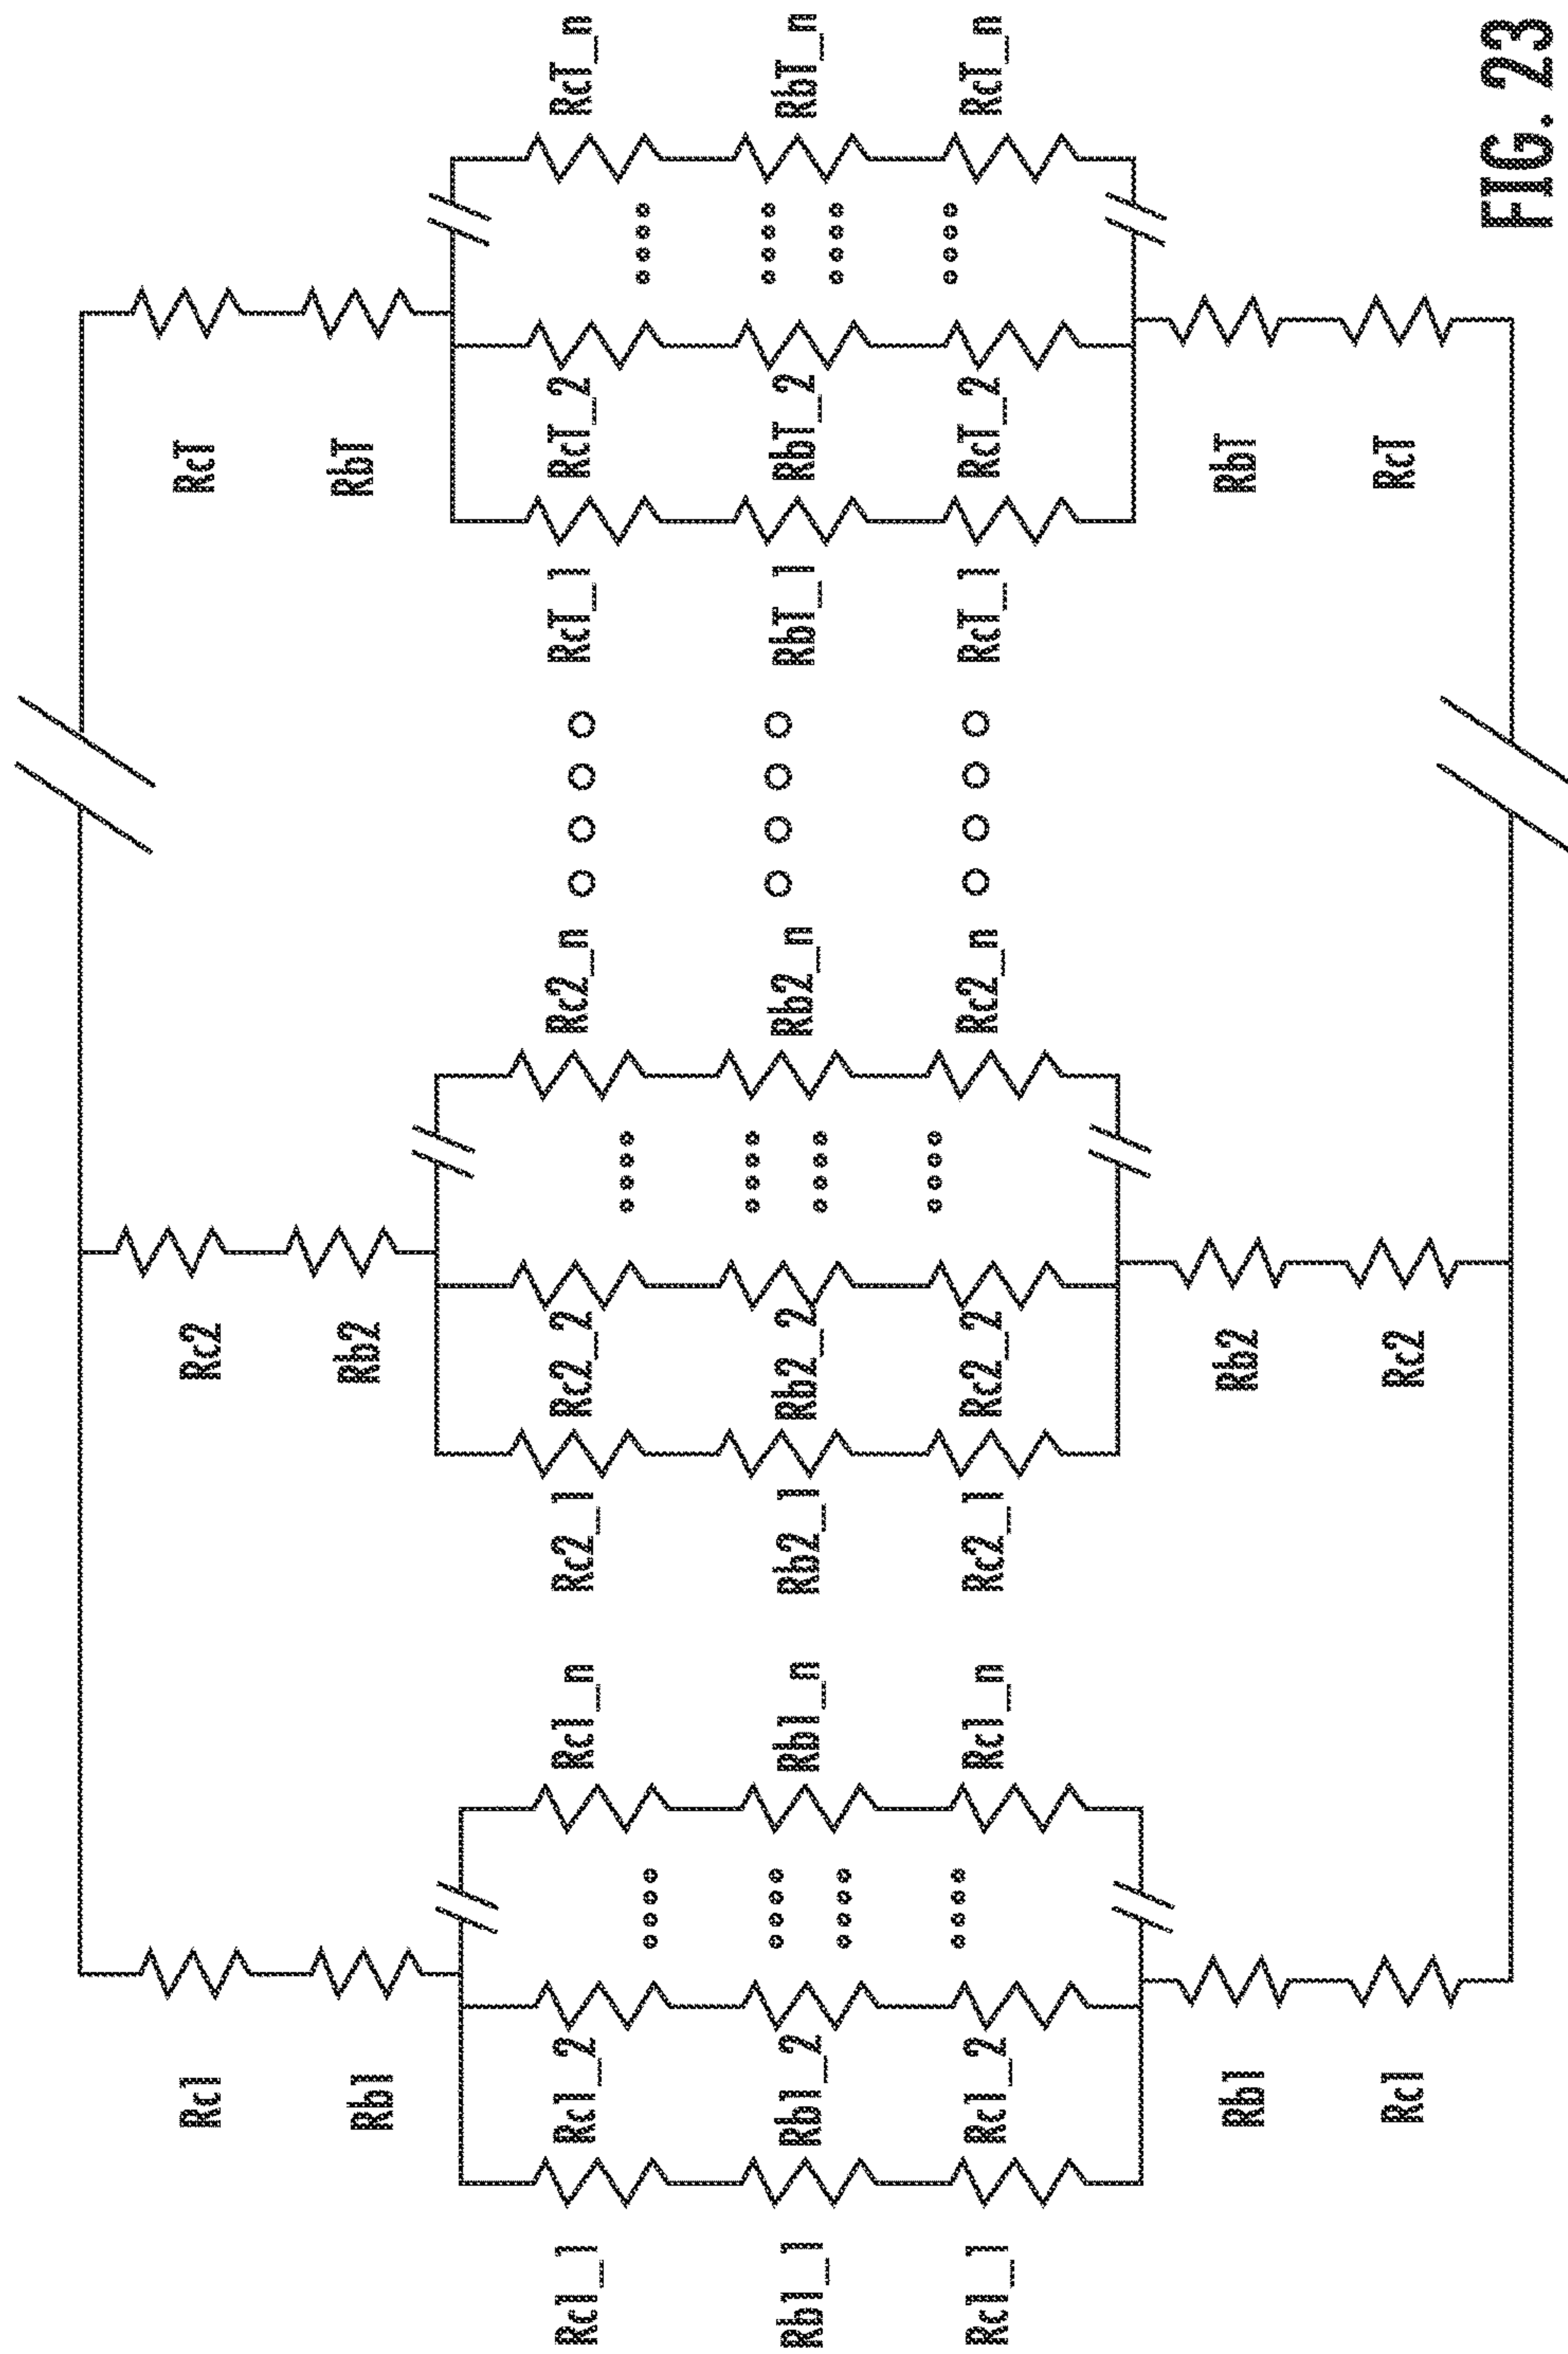 Rc1 Rc2 RcT
Rb1 Rb2 RbT
Rc1_1 Rc1_2 Rc1_n Rc2_1 Rc2_2 Rc2_n RcT_1 RcT_2 RcT_n
Rb1_1 Rb1_2 Rb1_n Rb2_1 Rb2_2 Rb2_n RbT_1 RbT_2 RbT_n
Rc1_1 Rc1_2 Rc1_n Rc2_1 Rc2_2 Rc2_n RcT_1 RcT_2 RcT_n
Rb1 Rb2 RbT
Rc1 Rc2 RcT
FIG. 23